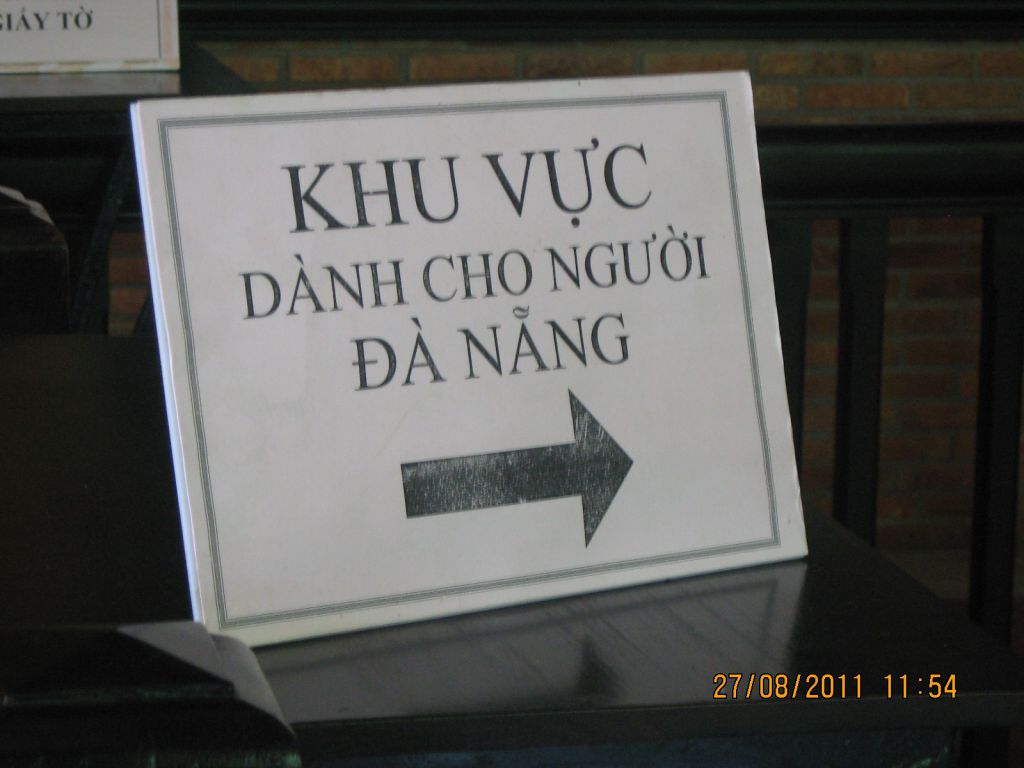 GIẤY TỜ
KHU VỰC
DÀNH CHO NGƯỜI
ĐÀ NẴNG
27/08/2011 11:54